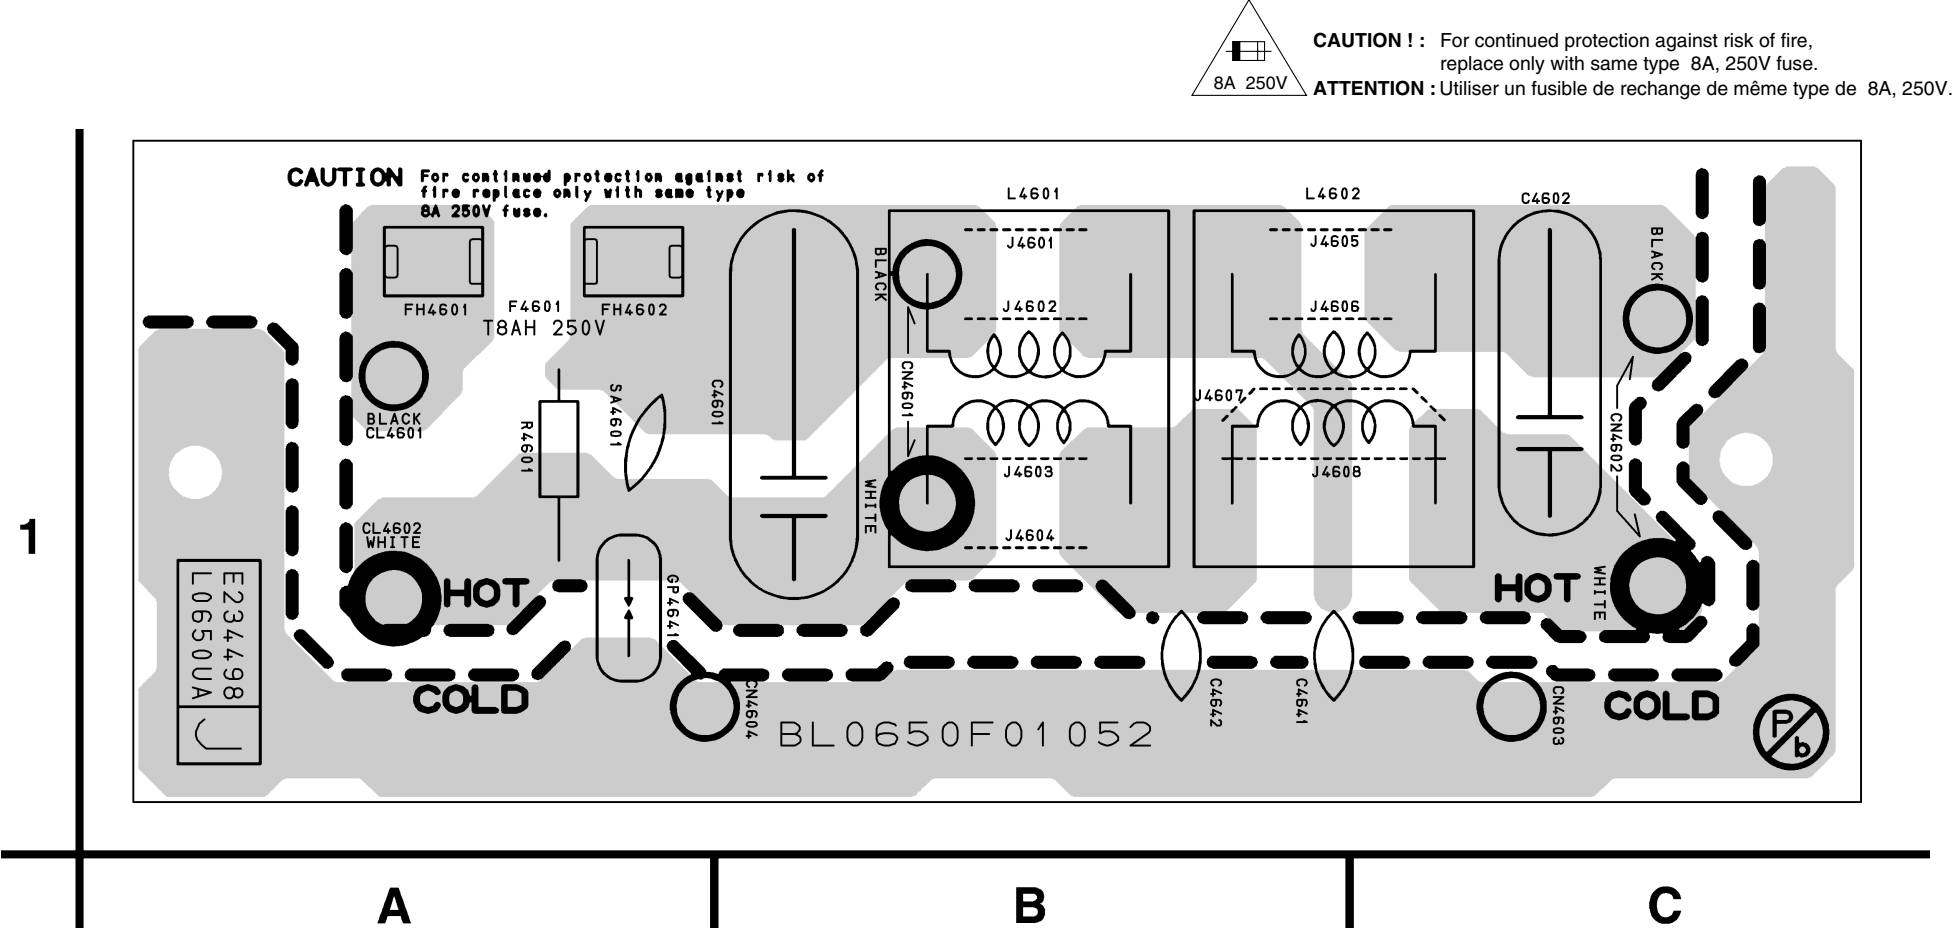 8A 250V
CAUTION ! : For continued protection against risk of fire,
replace only with same type 8A, 250V fuse.
ATTENTION : Utiliser un fusible de rechange de même type de 8A, 250V.
CAUTION For continued protection against risk of
fire replace only with same type
8A 250V fuse.
L4601
L4602
C4602
J4601
J4605
BLACK
BLACK
FH4601
F4601
FH4602
T8AH 250V
J4602
J4606
CN4601
C4601
SA4601
R4601
BLACK
CL4601
J4607
CN4602
J4603
J4608
WHITE
CL4602
WHITE
J4604
HOT
GP4641
HOT
WHITE
E234498
L0650UA
J
COLD
CN4604
BL0650F01052
C4642
C4641
CN4603
COLD
Pb
1
A
B
C